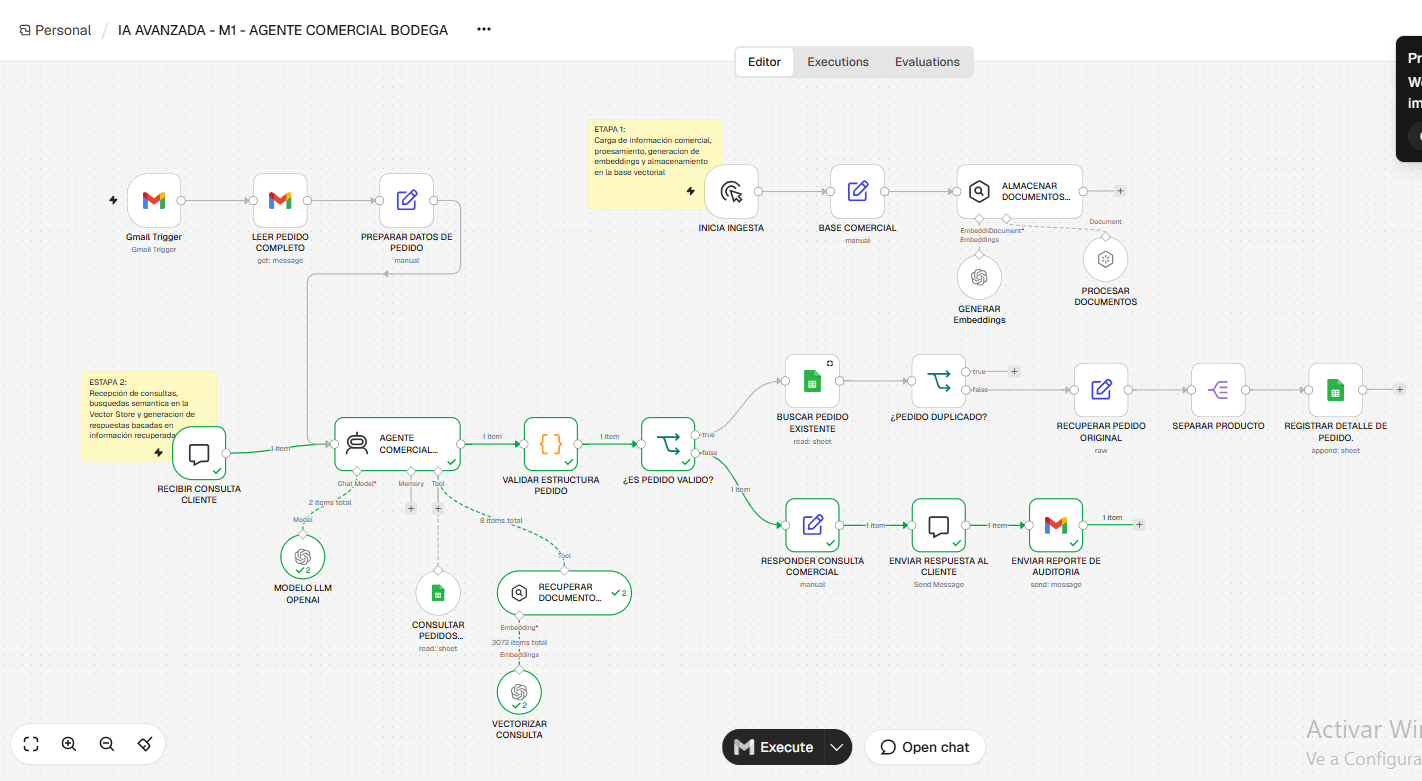 Personal / IA AVANZADA - M1 - AGENTE COMERCIAL BODEGA ...
Editor
Executions
Evaluations
ETAPA 1:
Carga de información comercial,
proesamiento, generacion de
embeddings y almacenamiento
en la base vectorial
Gmail Trigger
Gmail Trigger
LEER PEDIDO
COMPLETO
get: message
PREPARAR DATOS DE
PEDIDO
manual
INICIA INGESTA
BASE COMERCIAL
manual
ALMACENAR
DOCUMENTOS...
Document*
Embeddings
Document
GENERAR
Embeddings
PROCESAR
DOCUMENTOS
ESTAPA 2:
Recepción de consultas,
busquedas semantica en la
Vector Store y generacion de
respuestas basadas en
información recuperada
RECIBIR CONSULTA
CLIENTE
1 item
AGENTE
COMERCIAL...
Chat Model*
Memory
Tool
1 item
VALIDAR ESTRUCTURA
PEDIDO
1 item
¿ES PEDIDO VALIDO?
true
false
BUSCAR PEDIDO
EXISTENTE
read: sheet
¿PEDIDO DUPLICADO?
true
false
RECUPERAR PEDIDO
ORIGINAL
raw
SEPARAR PRODUCTO
REGISTRAR DETALLE DE
PEDIDO.
append: sheet
1 item
RESPONDER CONSULTA
COMERCIAL
manual
1 item
ENVIAR RESPUESTA AL
CLIENTE
Send Message
1 item
ENVIAR REPORTE DE
AUDITORIA
send: message
1 item
2 items total
Model
2
MODELO LLM
OPENAI
8 items total
Tool
CONSULTAR
PEDIDOS...
read: sheet
RECUPERAR
DOCUMENTO...
2
Embedding*
3072 items total
Embeddings
2
VECTORIZAR
CONSULTA
Execute
Open chat
Activar Wi
Ve a Configura